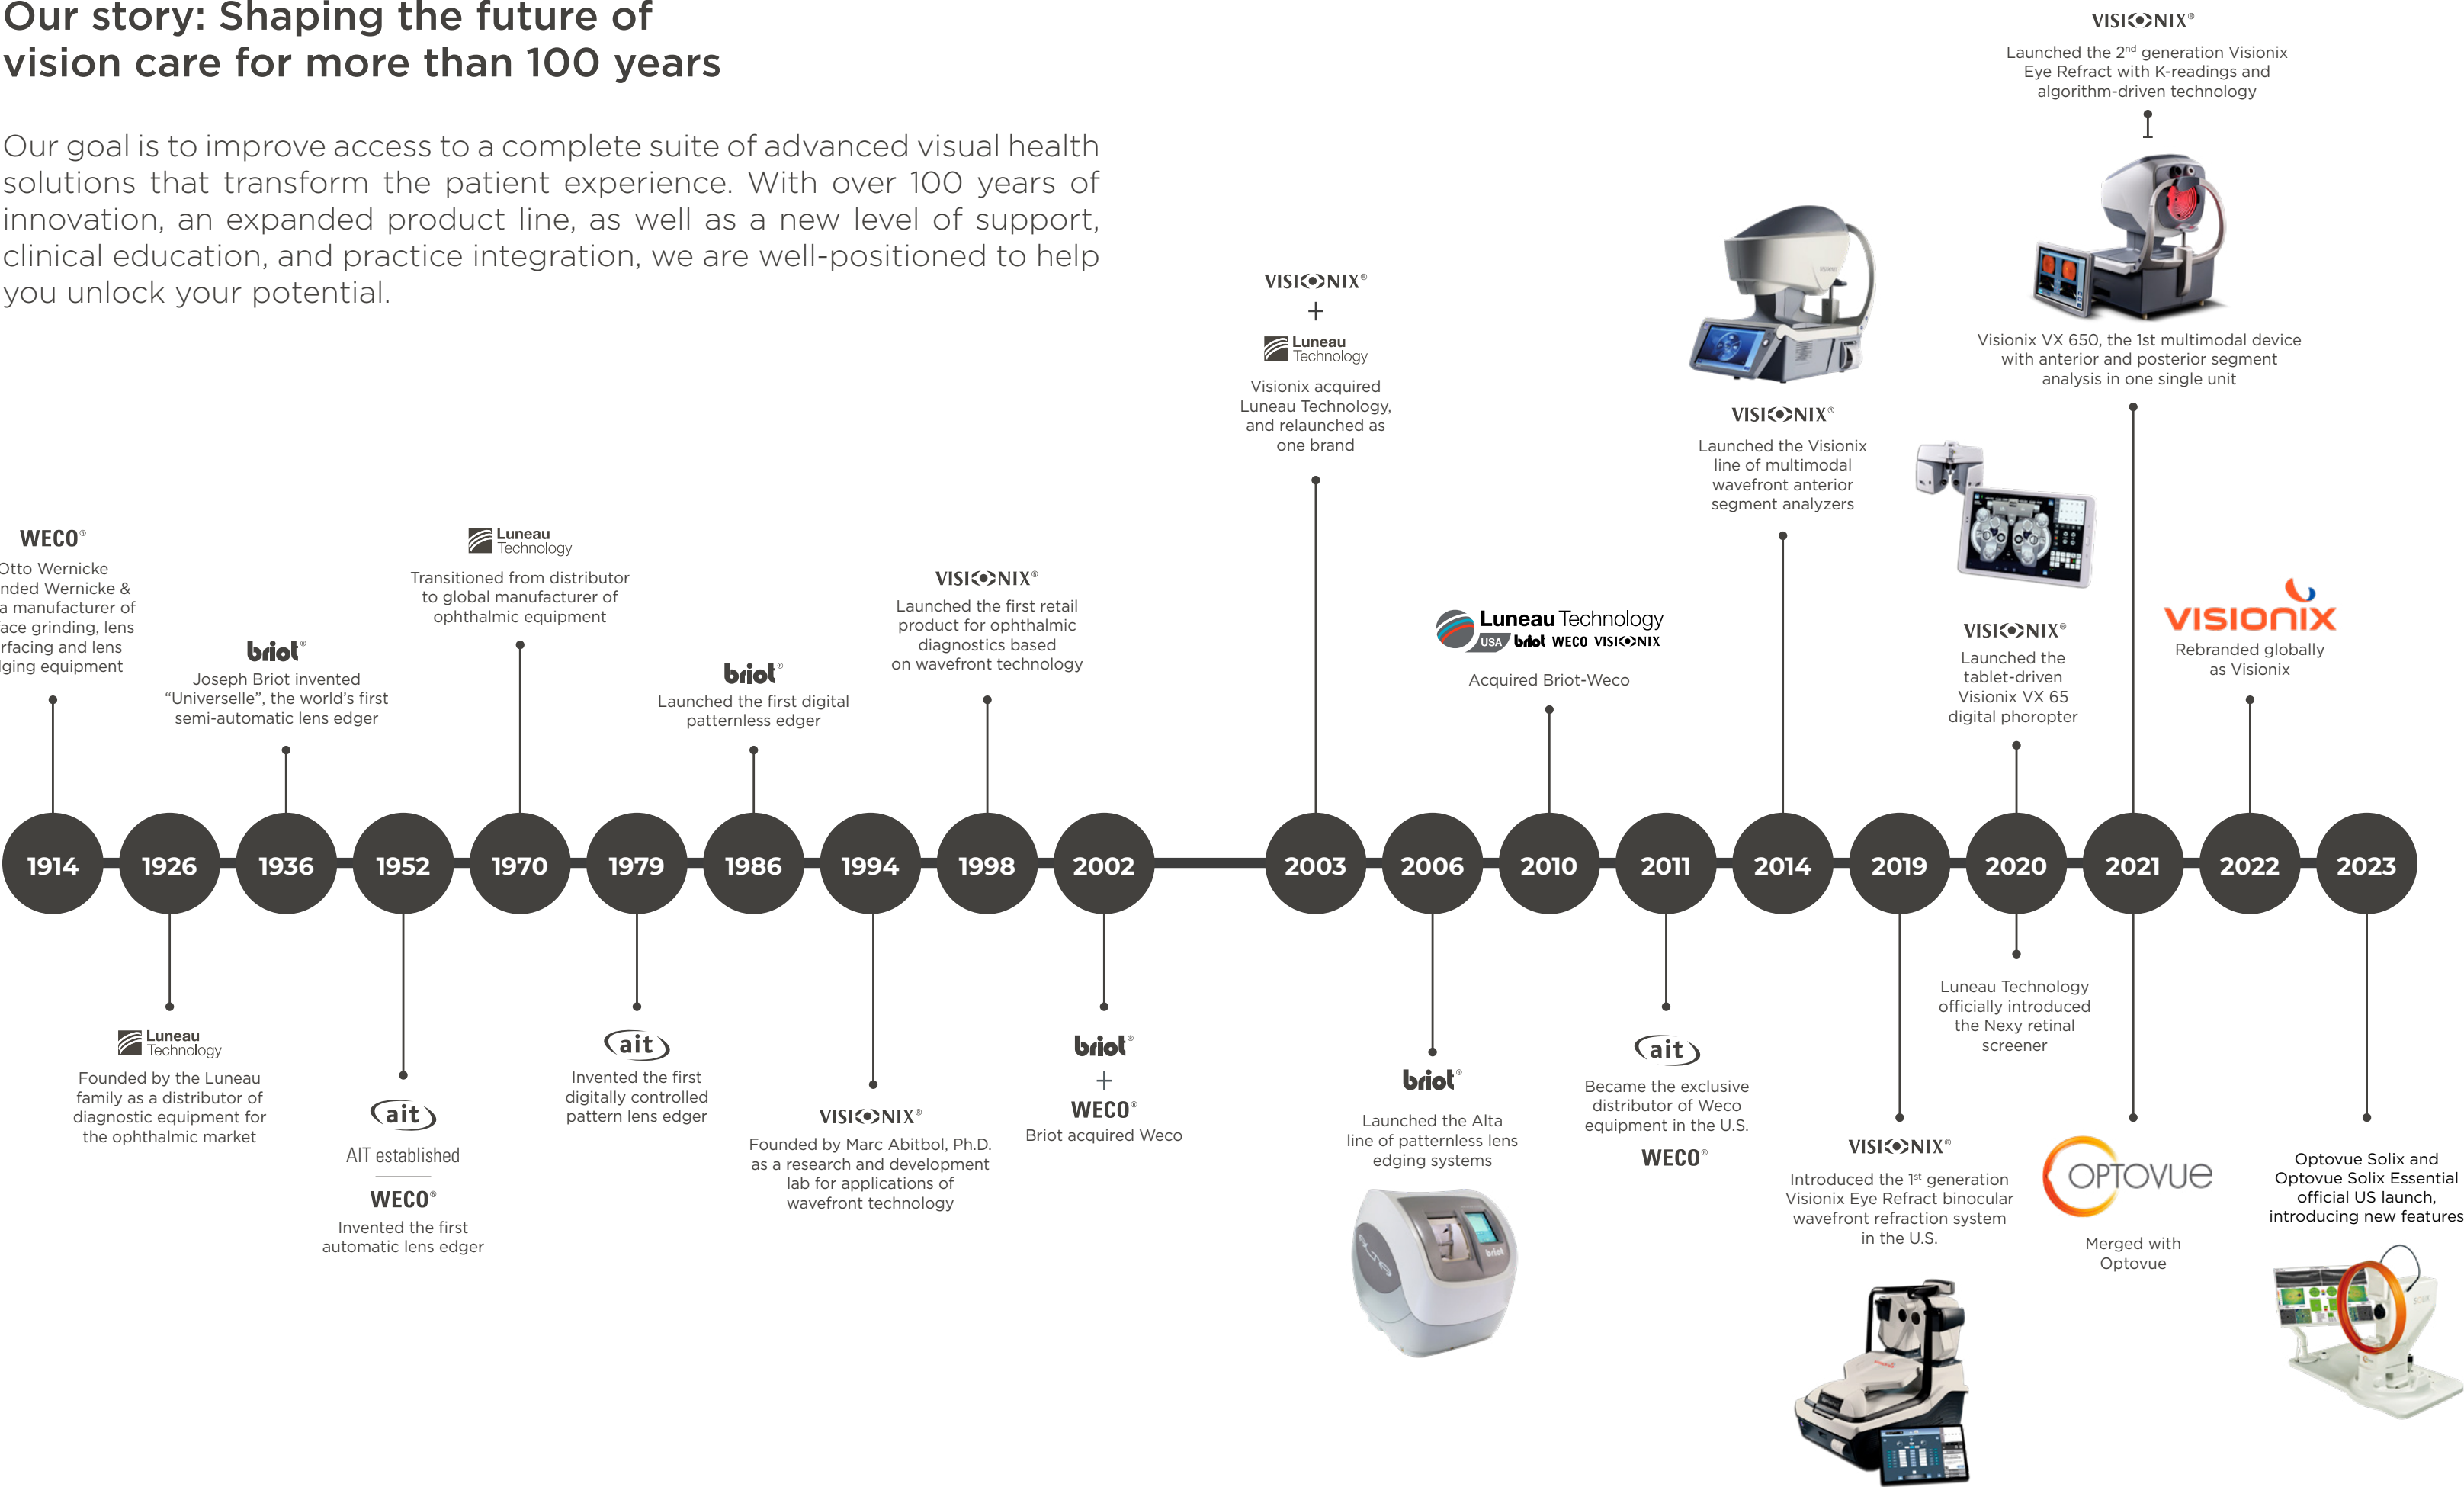 Our story: Shaping the future of
vision care for more than 100 years
Our goal is to improve access to a complete suite of advanced visual health
solutions that transform the patient experience. With over 100 years of
innovation, an expanded product line, as well as a new level of support,
clinical education, and practice integration, we are well-positioned to help
you unlock your potential.
WECO®
Otto Wernicke
nded Wernicke &
a manufacturer of
ace grinding, lens
rfacing and lens
ging equipment
1914
1926
Luneau
Technology
Founded by the Luneau
family as a distributor of
diagnostic equipment for
the ophthalmic market
briot®
Joseph Briot invented
“Universelle”, the world’s first
semi-automatic lens edger
1936
1952
ait
AIT established
WECO®
Invented the first
automatic lens edger
Luneau
Technology
Transitioned from distributor
to global manufacturer of
ophthalmic equipment
1970
1979
ait
Invented the first
digitally controlled
pattern lens edger
briot®
Launched the first digital
patternless edger
1986
1994
VISIONIX®
Founded by Marc Abitbol, Ph.D.
as a research and development
lab for applications of
wavefront technology
VISIONIX®
Launched the first retail
product for ophthalmic
diagnostics based
on wavefront technology
1998
2002
briot®
+
WECO®
Briot acquired Weco
VISIONIX®
+
Luneau
Technology
Visionix acquired
Luneau Technology,
and relaunched as
one brand
2003
2006
briot®
Launched the Alta
line of patternless lens
edging systems
briot
Luneau Technology
USA briot WECO VISIONIX
Acquired Briot-Weco
2010
2011
ait
Became the exclusive
distributor of Weco
equipment in the U.S.
WECO®
VISIONIX®
Launched the Visionix
line of multimodal
wavefront anterior
segment analyzers
2014
2019
VISIONIX®
Introduced the 1st generation
Visionix Eye Refract binocular
wavefront refraction system
in the U.S.
VISIONIX®
Launched the
tablet-driven
Visionix VX 65
digital phoropter
2020
Luneau Technology
officially introduced
the Nexy retinal
screener
VISIONIX®
Launched the 2nd generation Visionix
Eye Refract with K-readings and
algorithm-driven technology
Visionix VX 650, the 1st multimodal device
with anterior and posterior segment
analysis in one single unit
2021
OPTOVUE
Merged with
Optovue
VISIONIX
Rebranded globally
as Visionix
2022
2023
Optovue Solix and
Optovue Solix Essential
official US launch,
introducing new features